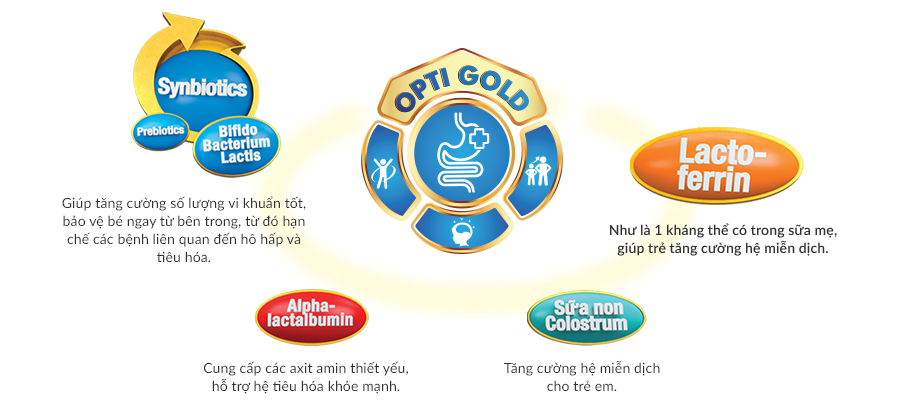 OPTI GOLD
Synbiotics
Prebiotics
Bifido
Bacterium
Lactis
Giúp tăng cường số lượng vi khuẩn tốt,
bảo vệ bé ngay từ bên trong, từ đó hạn
chế các bệnh liên quan đến hô hấp và
tiêu hóa.
Lacto-
ferrin
Như là 1 kháng thể có trong sữa mẹ,
giúp trẻ tăng cường hệ miễn dịch.
Alpha-
lactalbumin
Cung cấp các axit amin thiết yếu,
hỗ trợ hệ tiêu hóa khỏe mạnh.
Sữa non
Colostrum
Tăng cường hệ miễn dịch
cho trẻ em.